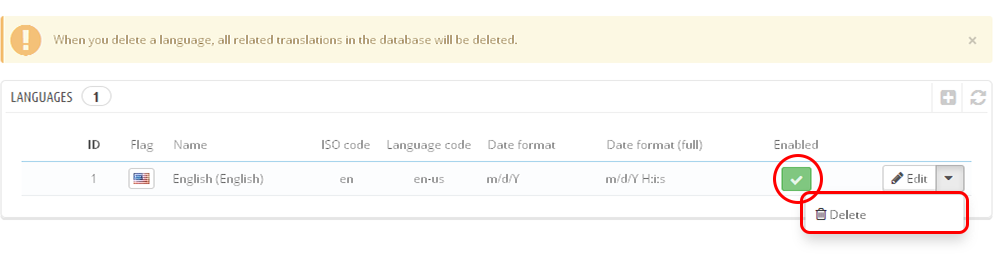 When you delete a language, all related translations in the database will be deleted.
×
LANGUAGES 1
ID Flag Name ISO code Language code Date format Date format (full) Enabled
1 English (English) en en-us m/d/Y m/d/Y H:i:s Edit
Delete